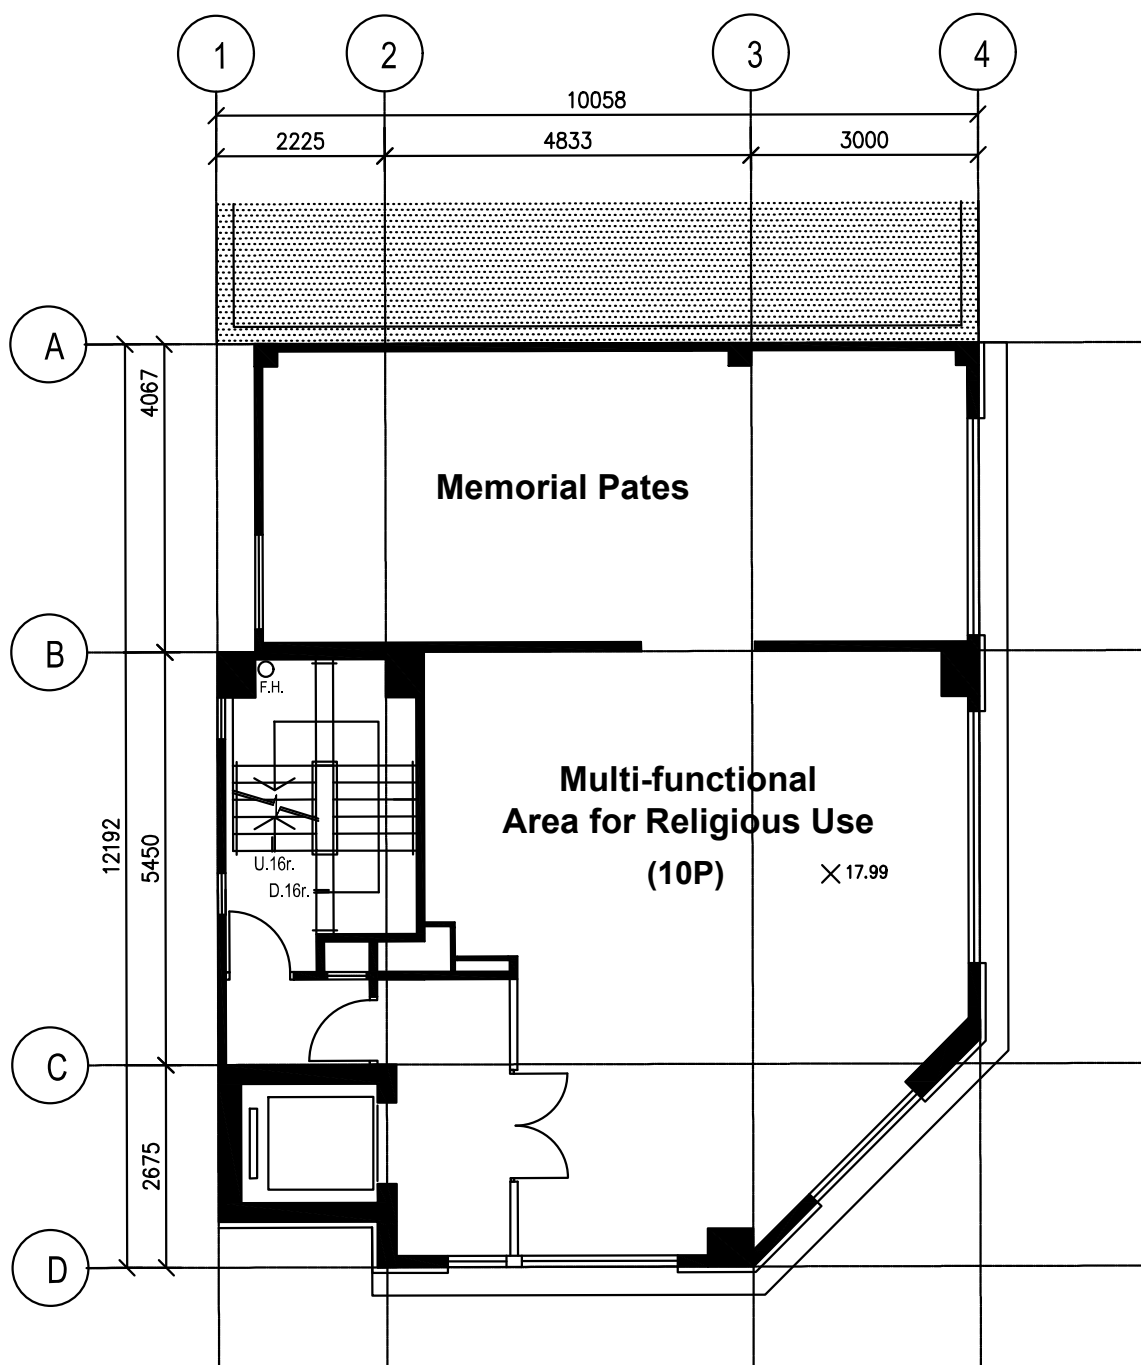 1
2
3
4
10058
2225
4833
3000
A
4067
Memorial Pates
B
F.H.
Multi-functional
Area for Religious Use
(10P)
17.99
12192
5450
U.16r.
D.16r.
C
2675
D